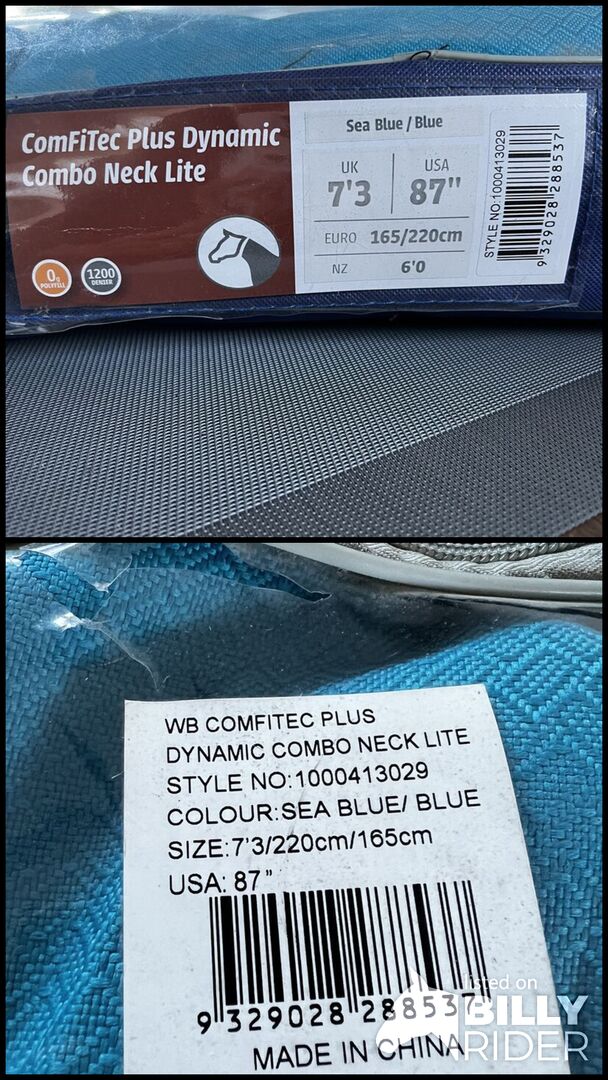 ComFiTec Plus Dynamic
Combo Neck Lite
0g
POLYFILL
1200
DENIER
Sea Blue / Blue
UK
7'3
USA
87"
EURO 165/220cm
NZ 6'0
STYLE NO:1000413029
9 329028 288537
WB COMFITEC PLUS
DYNAMIC COMBO NECK LITE
STYLE NO:1000413029
COLOUR:SEA BLUE/ BLUE
SIZE:7'3/220cm/165cm
USA: 87"
9 329028 288537
MADE IN CHINA
listed on
BILLY
RIDER